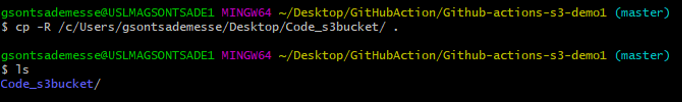 gsontsademesse@USLMAGSONTSADE1 MINGW64 ~/Desktop/GitHubAction/Github-actions-s3-demo1 (master)
$ cp -R /c/Users/gsontsademesse/Desktop/Code_s3bucket/ .
gsontsademesse@USLMAGSONTSADE1 MINGW64 ~/Desktop/GitHubAction/Github-actions-s3-demo1 (master)
$ ls
Code_s3bucket/